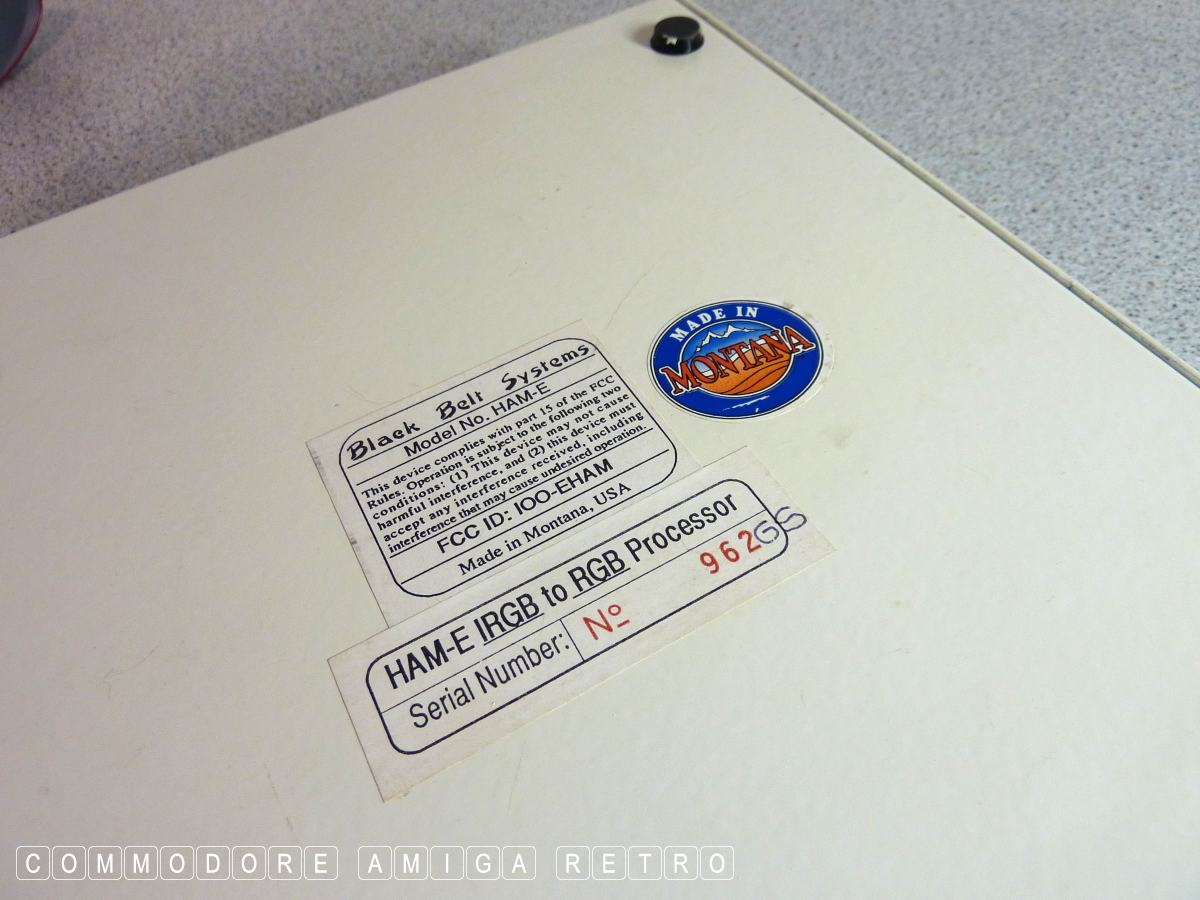 MADE IN
MONTANA
Black Belt Systems
Model No. HAM-E
This device complies with part 15 of the FCC
Rules. Operation is subject to the following two
conditions: (1) This device may not cause
harmful interference, and (2) this device must
accept any interference received, including
interference that may cause undesired operation.
FCC ID: IOO-EHAM
Made in Montana, USA
HAM-E IRGB to RGB Processor
Serial Number: Nº 962GS
COMMODORE AMIGA RETRO